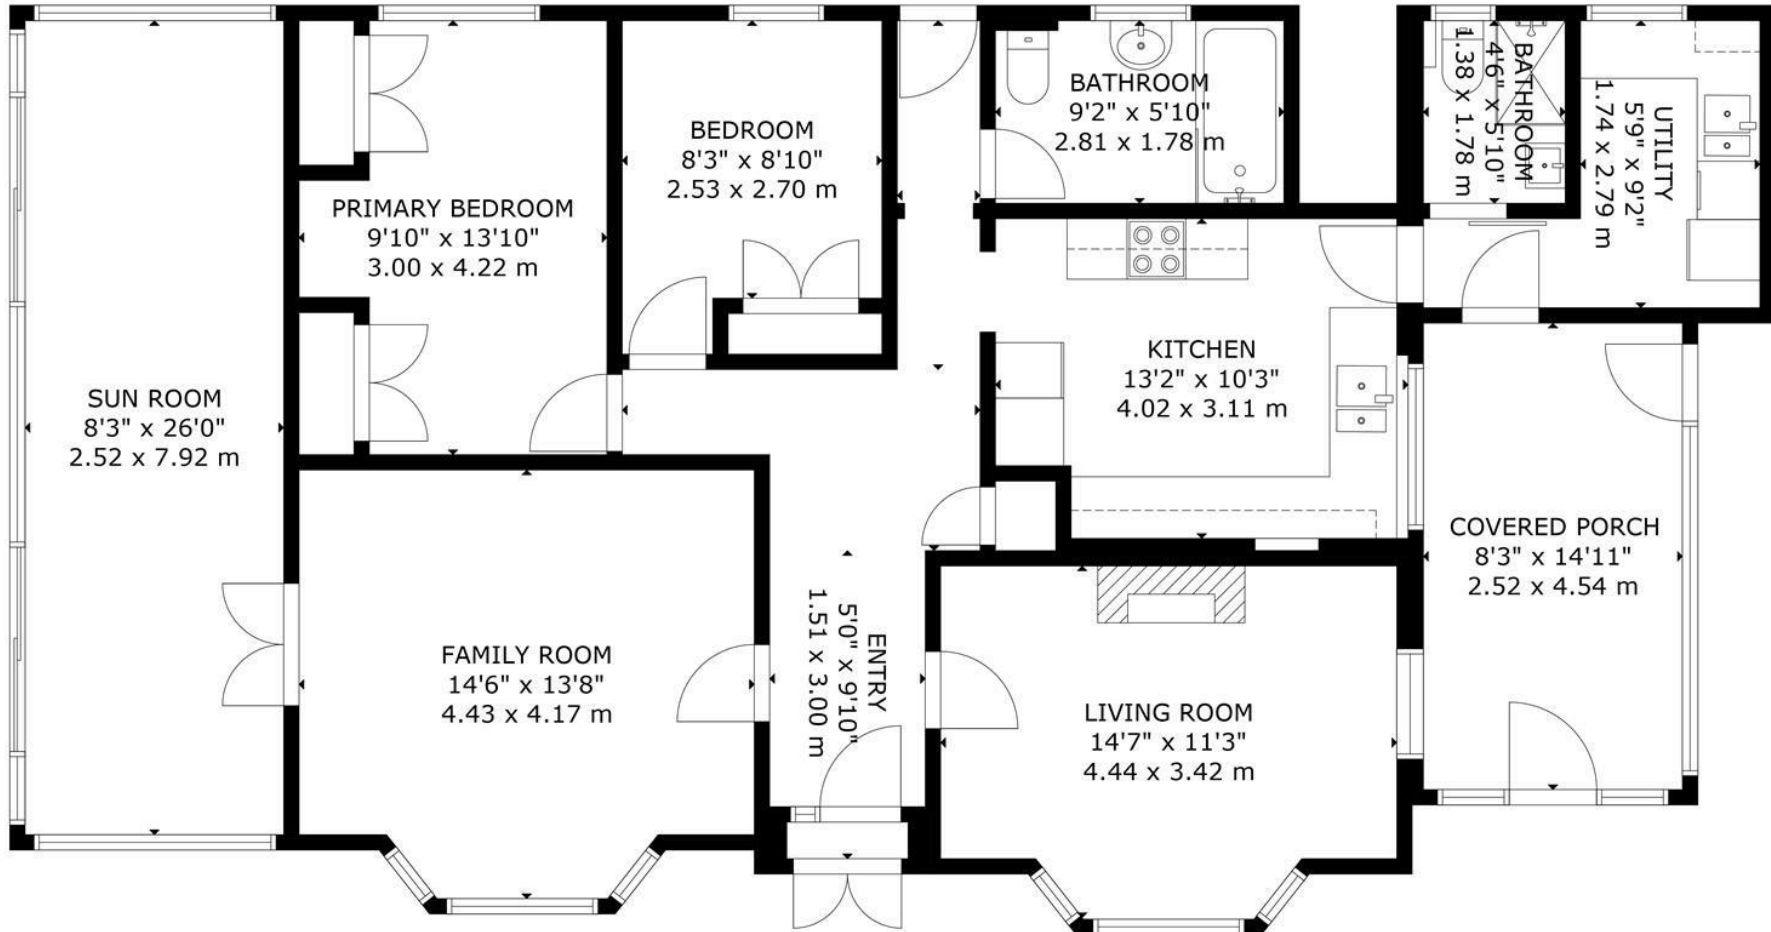 BATHROOM
9'2" x 5'10"
2.81 x 1.78 m
BATHROOM
4'6" x 5'10"
1.38 x 1.78 m
UTILITY
5'9" x 9'2"
1.74 x 2.79 m
BEDROOM
8'3" x 8'10"
2.53 x 2.70 m
PRIMARY BEDROOM
9'10" x 13'10"
3.00 x 4.22 m
SUN ROOM
8'3" x 26'0"
2.52 x 7.92 m
KITCHEN
13'2" x 10'3"
4.02 x 3.11 m
COVERED PORCH
8'3" x 14'11"
2.52 x 4.54 m
FAMILY ROOM
14'6" x 13'8"
4.43 x 4.17 m
ENTRY
5'0" x 9'10"
1.51 x 3.00 m
LIVING ROOM
14'7" x 11'3"
4.44 x 3.42 m